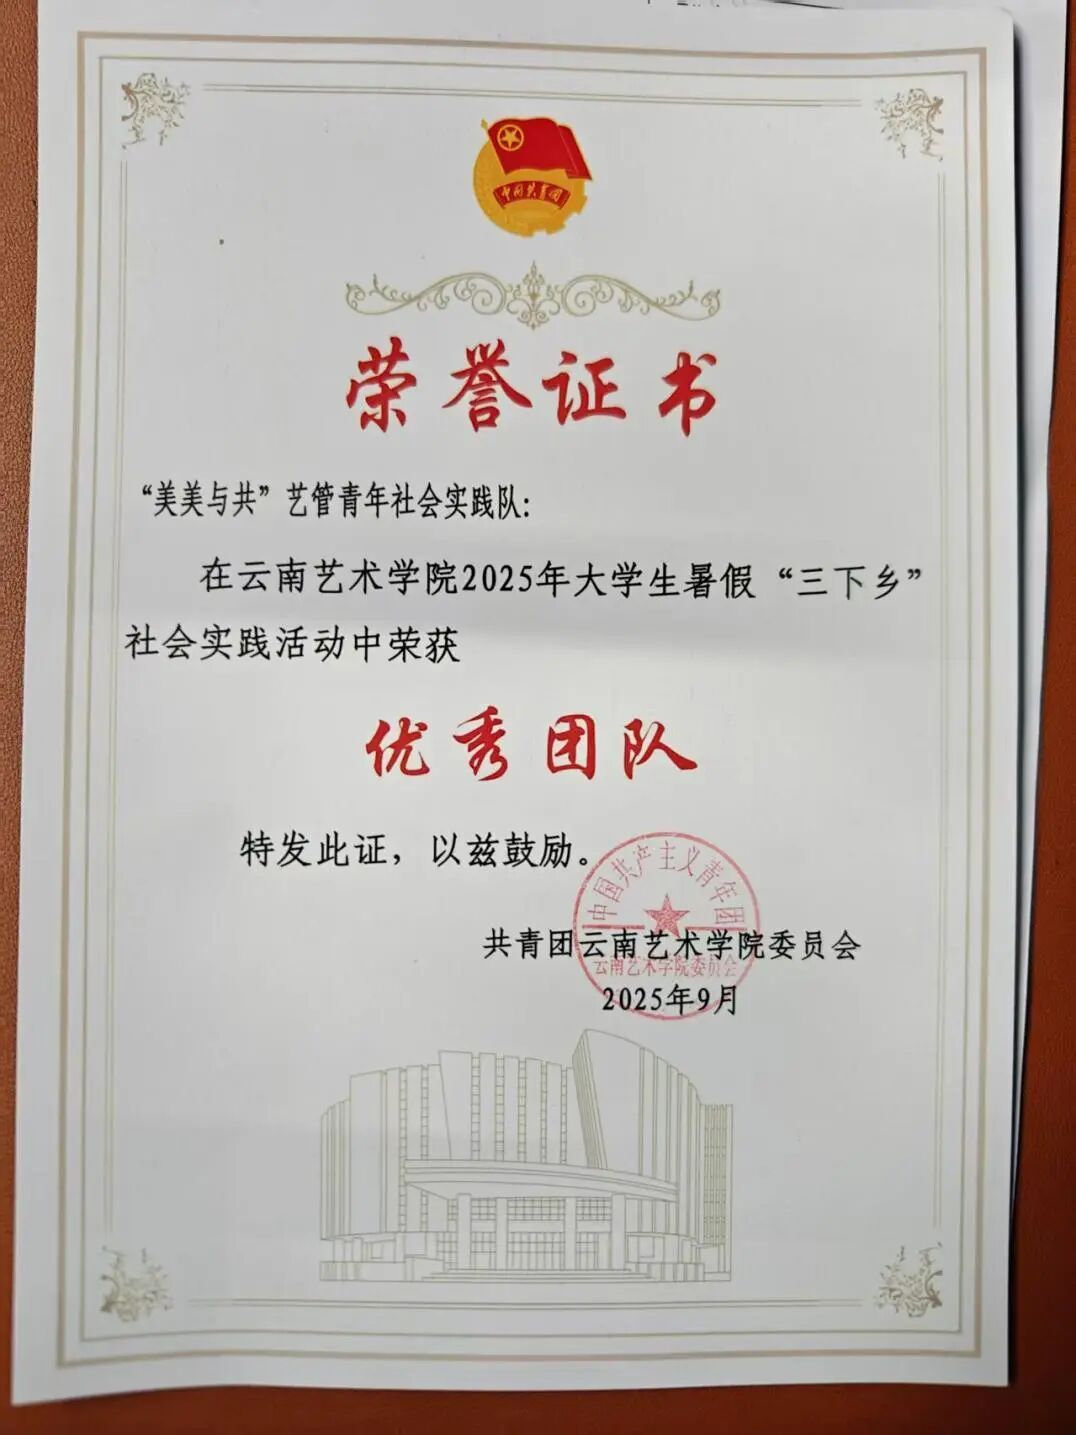 中国共青团
荣誉证书
“美美与共”艺管青年社会实践队：
在云南艺术学院2025年大学生暑假“三下乡”
社会实践活动中荣获
优秀团队
特发此证，以兹鼓励。
中国共产主义青年团
共青团云南艺术学院委员会
云南艺术学院委员会
2025年9月